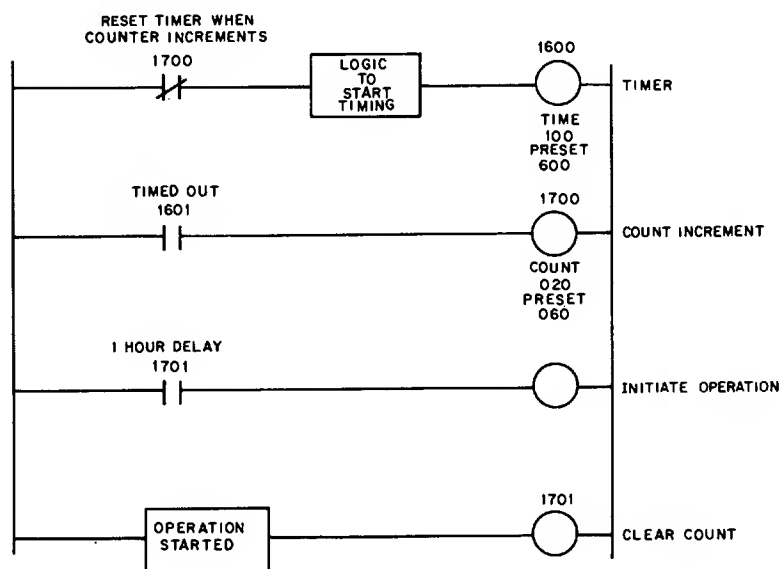 RESET TIMER WHEN
COUNTER INCREMENTS
1700
LOGIC
TO
START
TIMING
1600
TIMER
TIME
100
PRESET
600
TIMED OUT
1601
1700
COUNT INCREMENT
COUNT
020
PRESET
060
1 HOUR DELAY
1701
INITIATE OPERATION
OPERATION
STARTED
1701
CLEAR COUNT